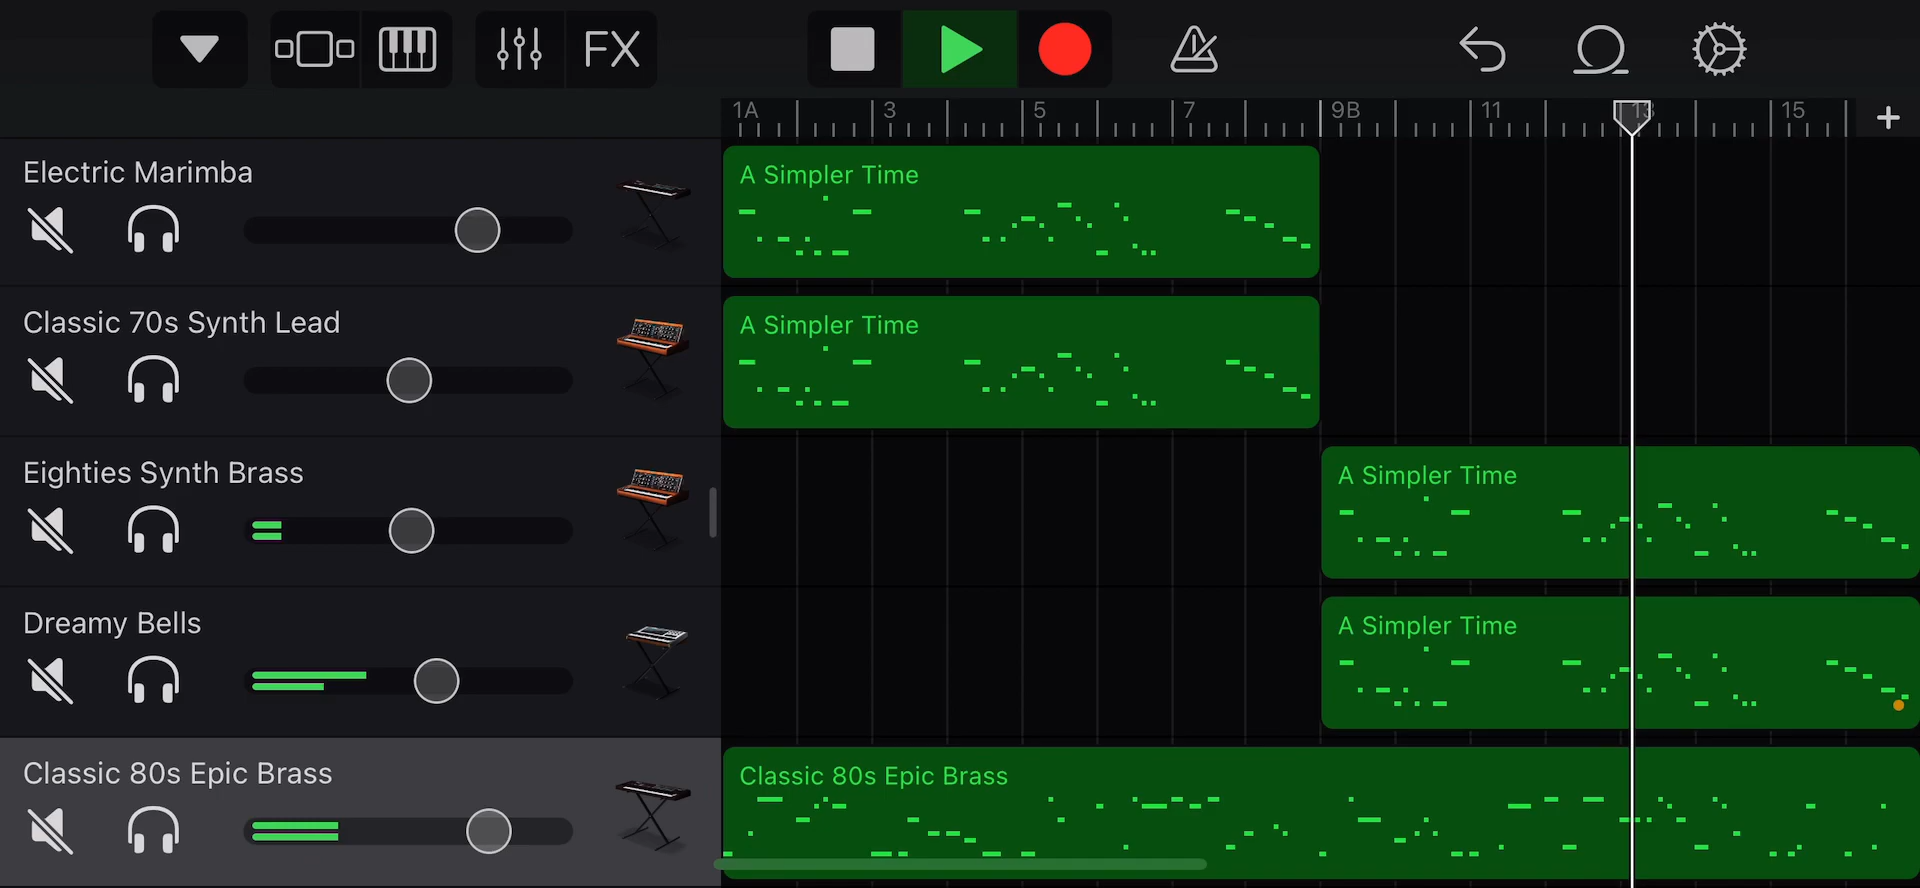 FX
1A 3 5 7 9B 11 13 15 +
Electric Marimba
A Simpler Time
Classic 70s Synth Lead
A Simpler Time
Eighties Synth Brass
A Simpler Time
Dreamy Bells
A Simpler Time
Classic 80s Epic Brass
Classic 80s Epic Brass